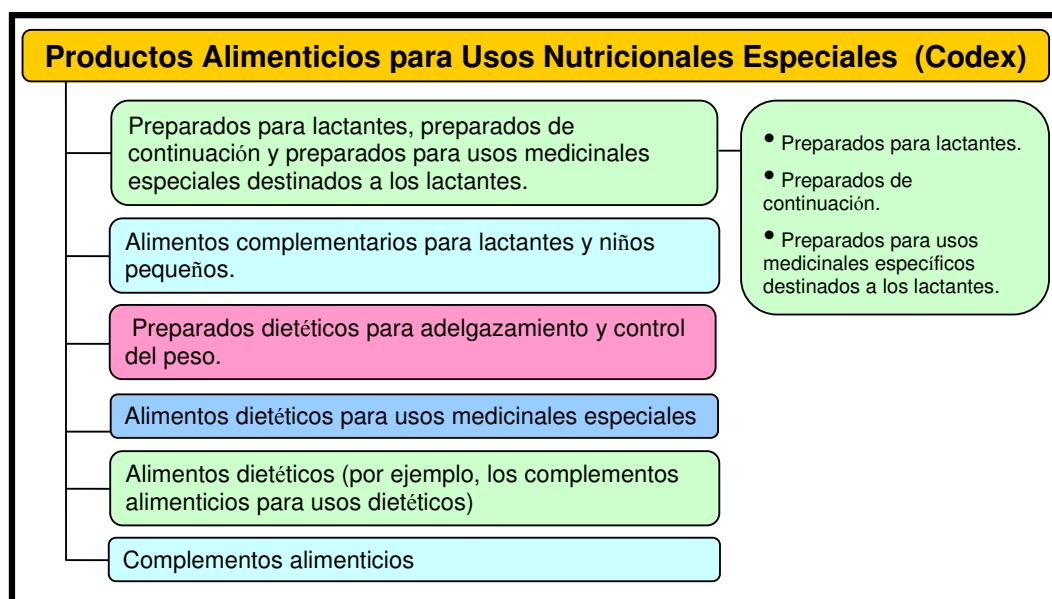 Productos Alimenticios para Usos Nutricionales Especiales (Codex)
Preparados para lactantes, preparados de
continuación y preparados para usos medicinales
especiales destinados a los lactantes.
• Preparados para lactantes.
• Preparados de
continuación.
• Preparados para usos
medicinales específicos
destinados a los lactantes.
Alimentos complementarios para lactantes y niños
pequeños.
Preparados dietéticos para adelgazamiento y control
del peso.
Alimentos dietéticos para usos medicinales especiales
Alimentos dietéticos (por ejemplo, los complementos
alimenticios para usos dietéticos)
Complementos alimenticios